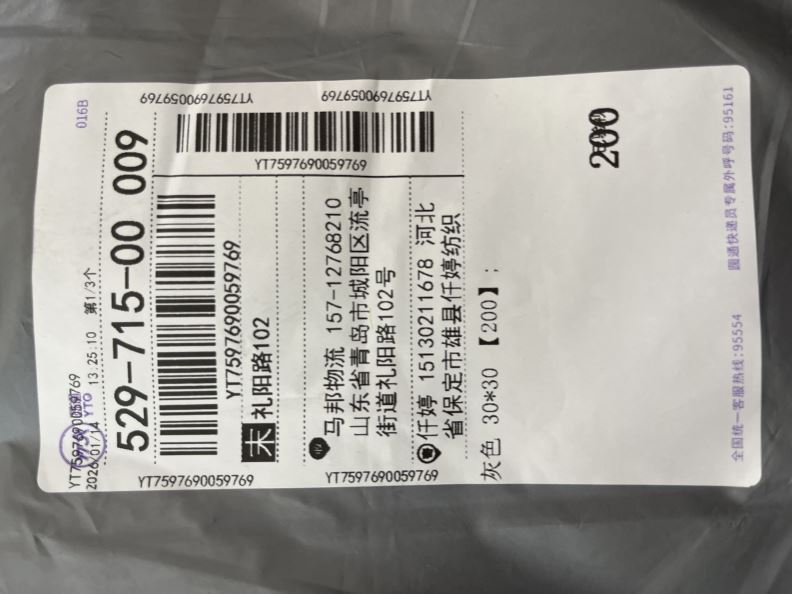 YT7597690059769
2026/01/14 13:25:10 第1/3个
YTO
016B
529-715-00 009
YT7597690059769
末 礼阳路102
YT7597690059769
YT7597690059769
YT7597690059769
YT7597690059769
YT7597690059769
YT7597690059769
马邦物流 157-12768210
山东省青岛市城阳区流亭
街道礼阳路102号
仟婷 15130211678 河北
省保定市雄县仟婷纺织
灰色 30*30 【200】;
200
全国统一客服热线:95554
圆通快递员专属外呼号码:95161